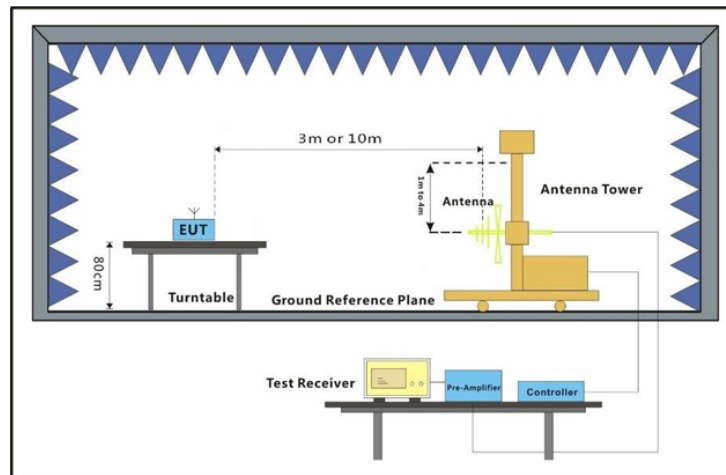 3m or 10m
1m to 4m
Antenna
Antenna Tower
EUT
80cm
Turntable
Ground Reference Plane
Test Receiver
Pre-Amplifier
Controller